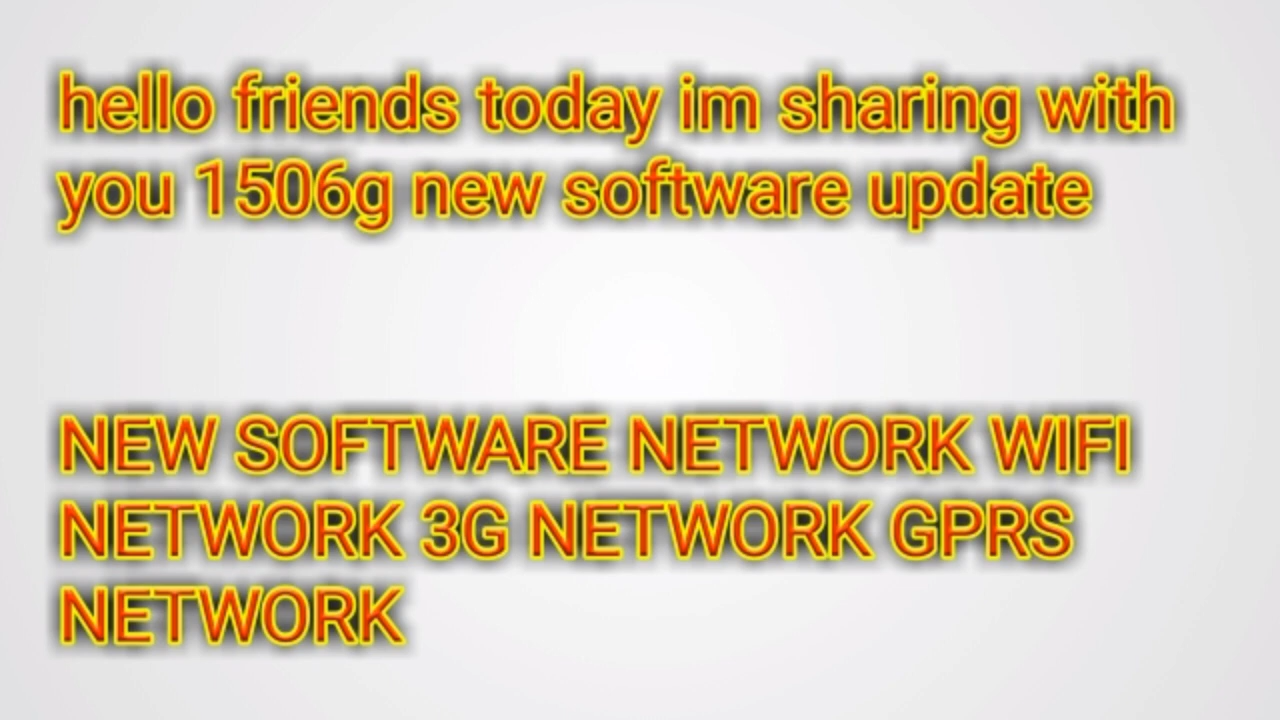 hello friends today im sharing with
you 1506g new software update
NEW SOFTWARE NETWORK WIFI
NETWORK 3G NETWORK GPRS
NETWORK